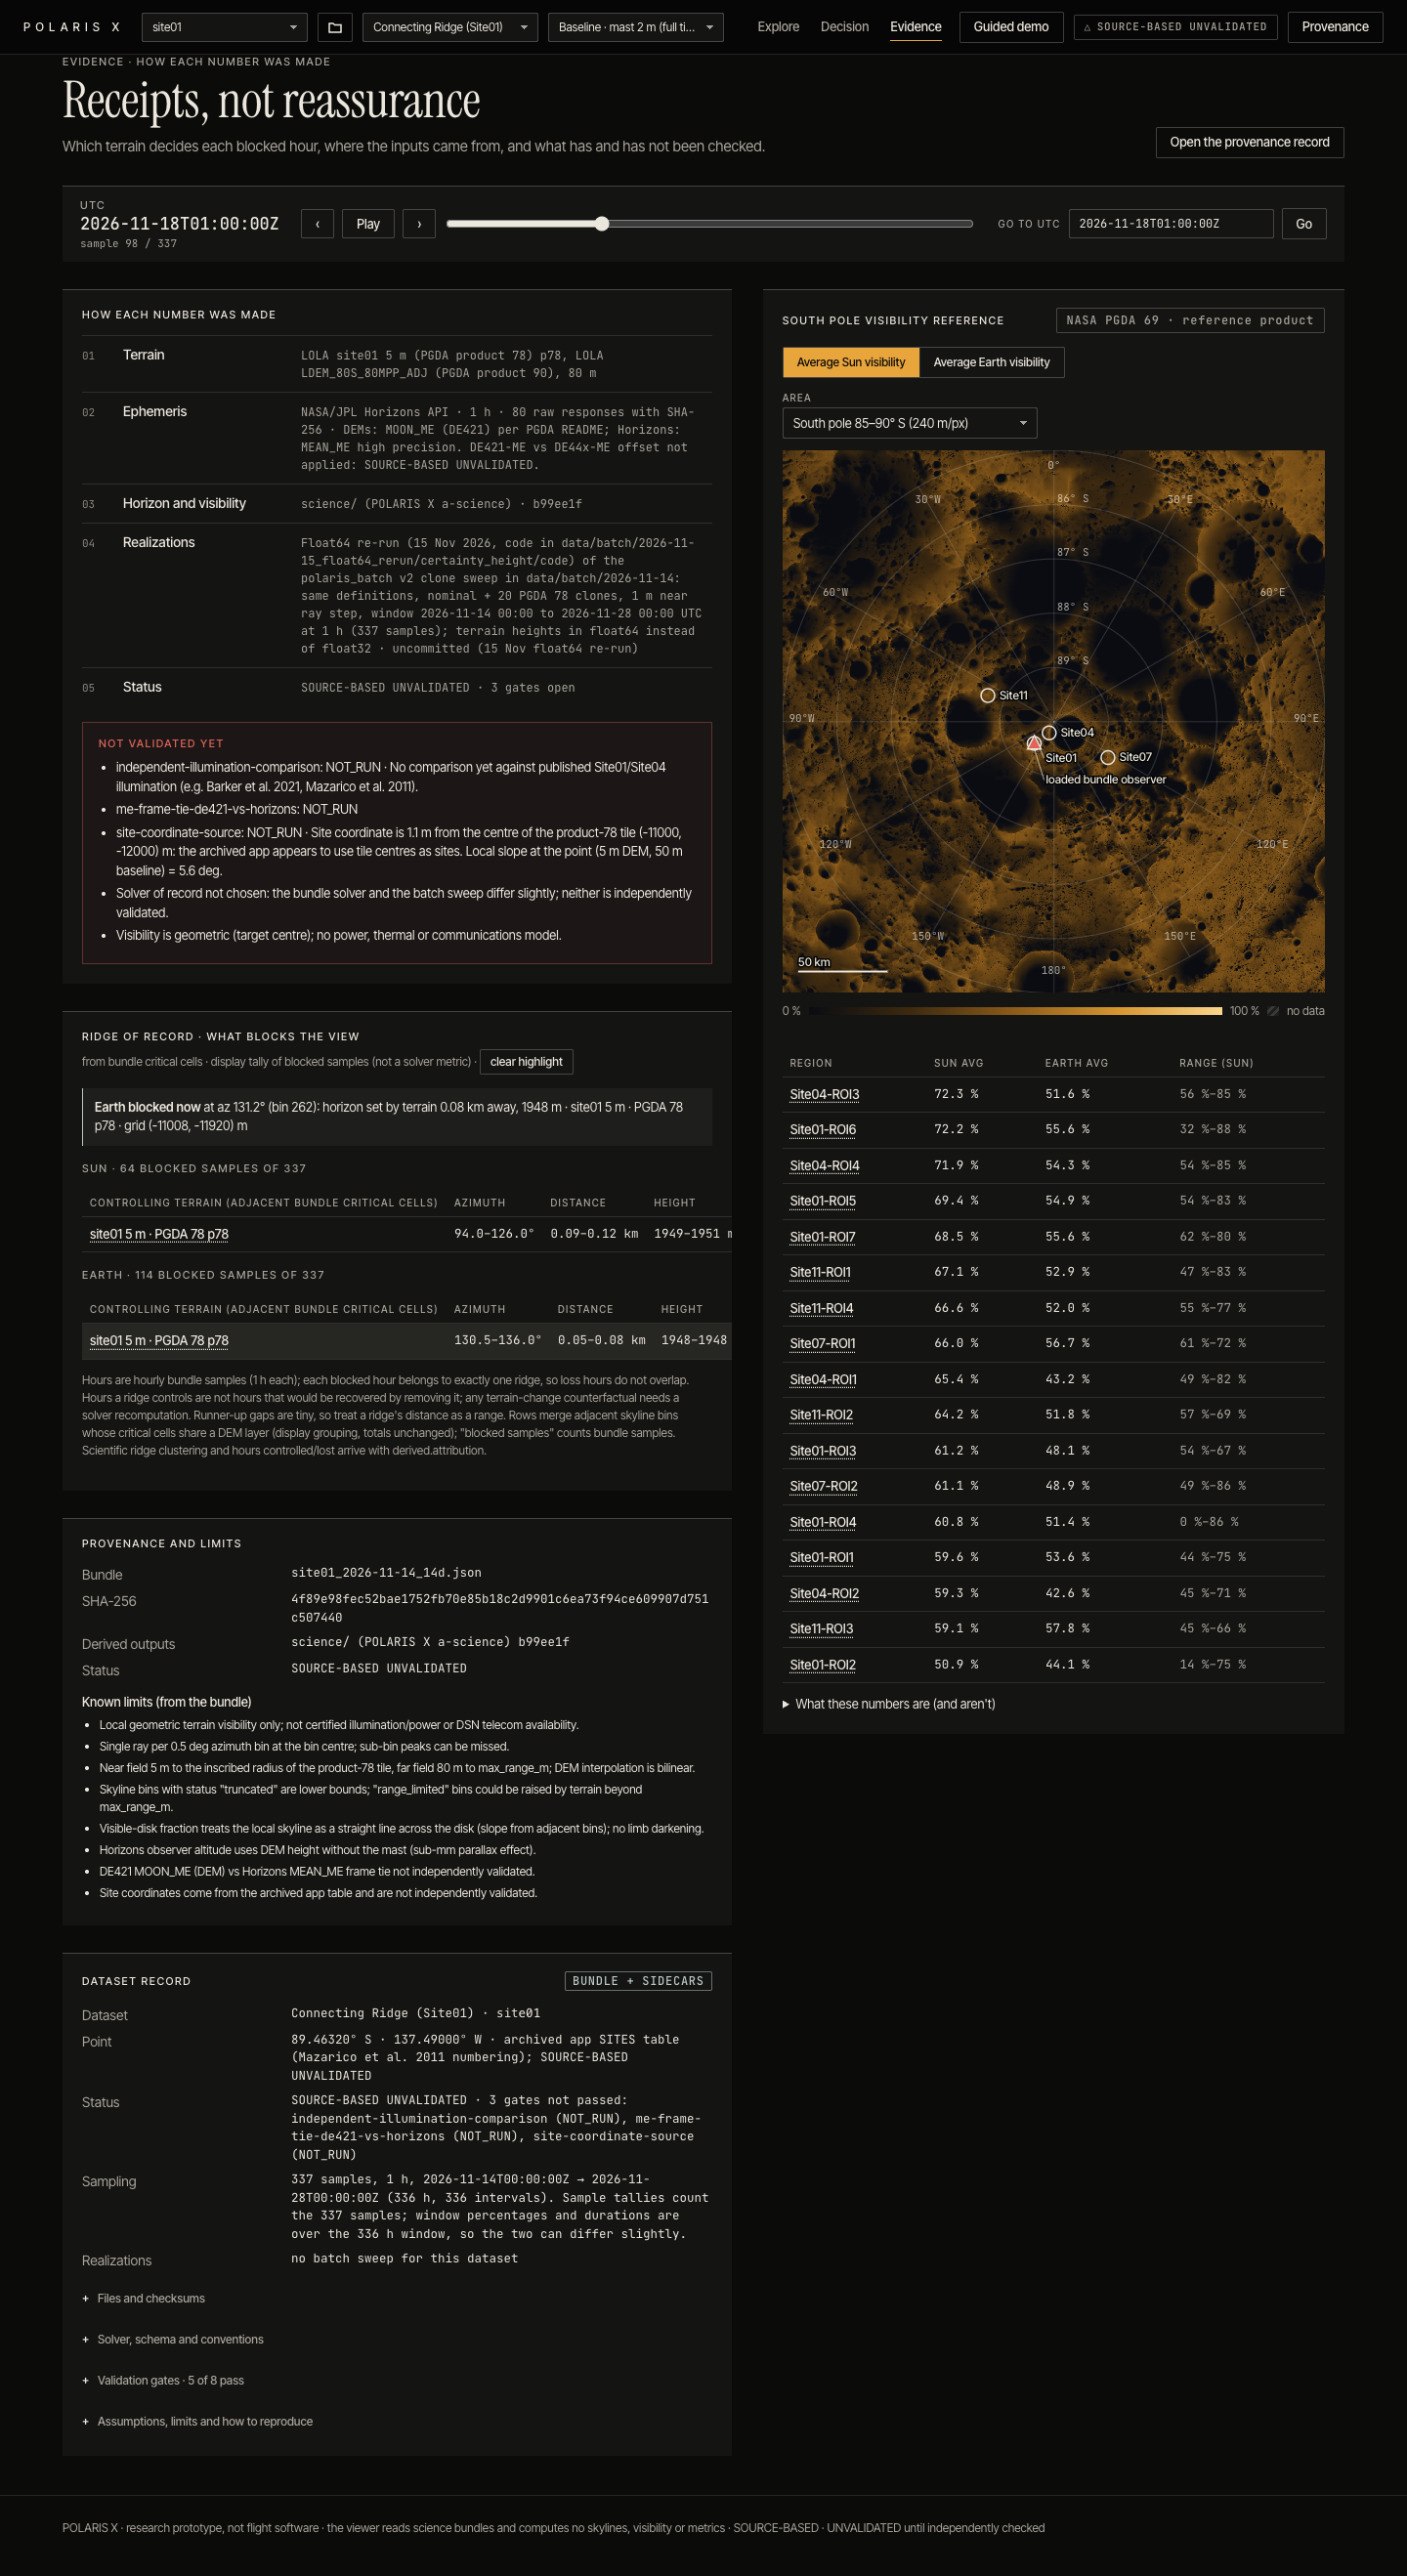 POLARIS X
site01
Connecting Ridge (Site01)
Baseline · mast 2 m (full ti...
Explore
Decision
Evidence
Guided demo
△ SOURCE-BASED UNVALIDATED
Provenance
EVIDENCE · HOW EACH NUMBER WAS MADE
Receipts, not reassurance
Which terrain decides each blocked hour, where the inputs came from, and what has and has not been checked.
Open the provenance record
UTC
2026-11-18T01:00:00Z
sample 98 / 337
‹
Play
›
GO TO UTC
2026-11-18T01:00:00Z
Go
HOW EACH NUMBER WAS MADE
01 Terrain
LOLA site01 5 m (PGDA product 78) p78, LOLA
LDEM_80S_80MPP_ADJ (PGDA product 90), 80 m
02 Ephemeris
NASA/JPL Horizons API · 1 h · 80 raw responses with SHA-
256 · DEMs: MOON_ME (DE421) per PGDA README; Horizons:
MEAN_ME high precision. DE421-ME vs DE44x-ME offset not
applied: SOURCE-BASED UNVALIDATED.
03 Horizon and visibility
science/ (POLARIS X a-science) · b99ee1f
04 Realizations
Float64 re-run (15 Nov 2026, code in data/batch/2026-11-
15_float64_rerun/certainty_height/code) of the
polaris_batch v2 clone sweep in data/batch/2026-11-14:
same definitions, nominal + 20 PGDA 78 clones, 1 m near
ray step, window 2026-11-14 00:00 to 2026-11-28 00:00 UTC
at 1 h (337 samples); terrain heights in float64 instead
of float32 · uncommitted (15 Nov float64 re-run)
05 Status
SOURCE-BASED UNVALIDATED · 3 gates open
NOT VALIDATED YET
• independent-illumination-comparison: NOT_RUN · No comparison yet against published Site01/Site04
illumination (e.g. Barker et al. 2021, Mazarico et al. 2011).
• me-frame-tie-de421-vs-horizons: NOT_RUN
• site-coordinate-source: NOT_RUN · Site coordinate is 1.1 m from the centre of the product-78 tile (-11000,
-12000) m: the archived app appears to use tile centres as sites. Local slope at the point (5 m DEM, 50 m
baseline) = 5.6 deg.
• Solver of record not chosen: the bundle solver and the batch sweep differ slightly; neither is independently
validated.
• Visibility is geometric (target centre); no power, thermal or communications model.
RIDGE OF RECORD · WHAT BLOCKS THE VIEW
from bundle critical cells · display tally of blocked samples (not a solver metric) · clear highlight
Earth blocked now at az 131.2° (bin 262): horizon set by terrain 0.08 km away, 1948 m · site01 5 m · PGDA 78
p78 · grid (-11008, -11920) m
SUN · 64 BLOCKED SAMPLES OF 337
CONTROLLING TERRAIN (ADJACENT BUNDLE CRITICAL CELLS) AZIMUTH DISTANCE HEIGHT
site01 5 m · PGDA 78 p78 94.0–126.0° 0.09–0.12 km 1949–1951 m
EARTH · 114 BLOCKED SAMPLES OF 337
CONTROLLING TERRAIN (ADJACENT BUNDLE CRITICAL CELLS) AZIMUTH DISTANCE HEIGHT
site01 5 m · PGDA 78 p78 130.5–136.0° 0.05–0.08 km 1948–1948
Hours are hourly bundle samples (1 h each); each blocked hour belongs to exactly one ridge, so loss hours do not overlap.
Hours a ridge controls are not hours that would be recovered by removing it; any terrain-change counterfactual needs a
solver recomputation. Runner-up gaps are tiny, so treat a ridge's distance as a range. Rows merge adjacent skyline bins
whose critical cells share a DEM layer (display grouping, totals unchanged); "blocked samples" counts bundle samples.
Scientific ridge clustering and hours controlled/lost arrive with derived.attribution.
PROVENANCE AND LIMITS
Bundle site01_2026-11-14_14d.json
SHA-256 4f89e98fec52bae1752fb70e85b18c2d9901c6ea73f94ce609907d751
c507440
Derived outputs science/ (POLARIS X a-science) b99ee1f
Status SOURCE-BASED UNVALIDATED
Known limits (from the bundle)
• Local geometric terrain visibility only; not certified illumination/power or DSN telecom availability.
• Single ray per 0.5 deg azimuth bin at the bin centre; sub-bin peaks can be missed.
• Near field 5 m to the inscribed radius of the product-78 tile, far field 80 m to max_range_m; DEM interpolation is bilinear.
• Skyline bins with status "truncated" are lower bounds; "range_limited" bins could be raised by terrain beyond
max_range_m.
• Visible-disk fraction treats the local skyline as a straight line across the disk (slope from adjacent bins); no limb darkening.
• Horizons observer altitude uses DEM height without the mast (sub-mm parallax effect).
• DE421 MOON_ME (DEM) vs Horizons MEAN_ME frame tie not independently validated.
• Site coordinates come from the archived app table and are not independently validated.
DATASET RECORD
BUNDLE + SIDECARS
Dataset Connecting Ridge (Site01) · site01
Point 89.46320° S · 137.49000° W · archived app SITES table
(Mazarico et al. 2011 numbering); SOURCE-BASED
UNVALIDATED
Status SOURCE-BASED UNVALIDATED · 3 gates not passed:
independent-illumination-comparison (NOT_RUN), me-frame-
tie-de421-vs-horizons (NOT_RUN), site-coordinate-source
(NOT_RUN)
Sampling 337 samples, 1 h, 2026-11-14T00:00:00Z → 2026-11-
28T00:00:00Z (336 h, 336 intervals). Sample tallies count
the 337 samples; window percentages and durations are
over the 336 h window, so the two can differ slightly.
Realizations no batch sweep for this dataset
+ Files and checksums
+ Solver, schema and conventions
+ Validation gates · 5 of 8 pass
+ Assumptions, limits and how to reproduce
SOUTH POLE VISIBILITY REFERENCE
NASA PGDA 69 · reference product
Average Sun visibility
Average Earth visibility
AREA
South pole 85–90° S (240 m/px)
0°
30°W
86° S
30°E
87° S
60°W
60°E
88° S
89° S
Site11
90°W
90°E
Site04
Site01
Site07
loaded bundle observer
120°W
120°E
150°W
150°E
50 km
180°
0 %
100 %
no data
REGION SUN AVG EARTH AVG RANGE (SUN)
Site04-ROI3 72.3 % 51.6 % 56 %–85 %
Site01-ROI6 72.2 % 55.6 % 32 %–88 %
Site04-ROI4 71.9 % 54.3 % 54 %–85 %
Site01-ROI5 69.4 % 54.9 % 54 %–83 %
Site01-ROI7 68.5 % 55.6 % 62 %–80 %
Site11-ROI1 67.1 % 52.9 % 47 %–83 %
Site11-ROI4 66.6 % 52.0 % 55 %–77 %
Site07-ROI1 66.0 % 56.7 % 61 %–72 %
Site04-ROI1 65.4 % 43.2 % 49 %–82 %
Site11-ROI2 64.2 % 51.8 % 57 %–69 %
Site01-ROI3 61.2 % 48.1 % 54 %–67 %
Site07-ROI2 61.1 % 48.9 % 49 %–86 %
Site01-ROI4 60.8 % 51.4 % 0 %–86 %
Site01-ROI1 59.6 % 53.6 % 44 %–75 %
Site04-ROI2 59.3 % 42.6 % 45 %–71 %
Site11-ROI3 59.1 % 57.8 % 45 %–66 %
Site01-ROI2 50.9 % 44.1 % 14 %–75 %
▶ What these numbers are (and aren't)
POLARIS X · research prototype, not flight software · the viewer reads science bundles and computes no skylines, visibility or metrics · SOURCE-BASED · UNVALIDATED until independently checked